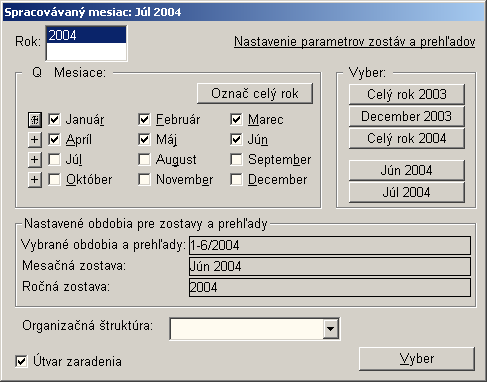 Spracovávaný mesiac: Júl 2004
Rok: 2004
Nastavenie parametrov zostáv a prehľadov
Q Mesiace:
Označ celý rok
+ Január Február Marec
+ Apríl Máj Jún
+ Júl August September
+ Október November December
Vyber:
Celý rok 2003
December 2003
Celý rok 2004
Jún 2004
Júl 2004
Nastavené obdobia pre zostavy a prehľady
Vybrané obdobia a prehľady: 1-6/2004
Mesačná zostava: Jún 2004
Ročná zostava: 2004
Organizačná štruktúra:
Útvar zaradenia
Vyber